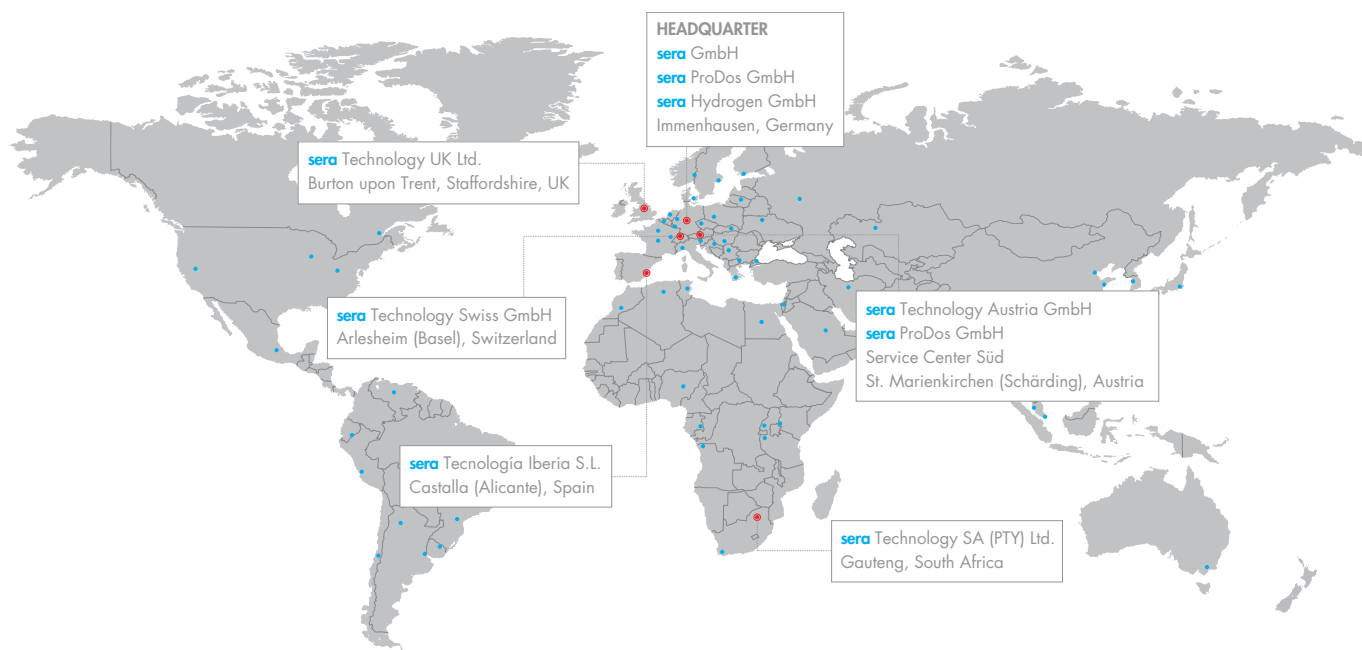 HEADQUARTER
sera GmbH
sera ProDos GmbH
sera Hydrogen GmbH
Immenhausen, Germany
sera Technology UK Ltd.
Burton upon Trent, Staffordshire, UK
sera Technology Swiss GmbH
Arlesheim (Basel), Switzerland
sera Technology Austria GmbH
sera ProDos GmbH
Service Center Süd
St. Marienkirchen (Schärding), Austria
sera Tecnología Iberia S.L.
Castalla (Alicante), Spain
sera Technology SA (PTY) Ltd.
Gauteng, South Africa